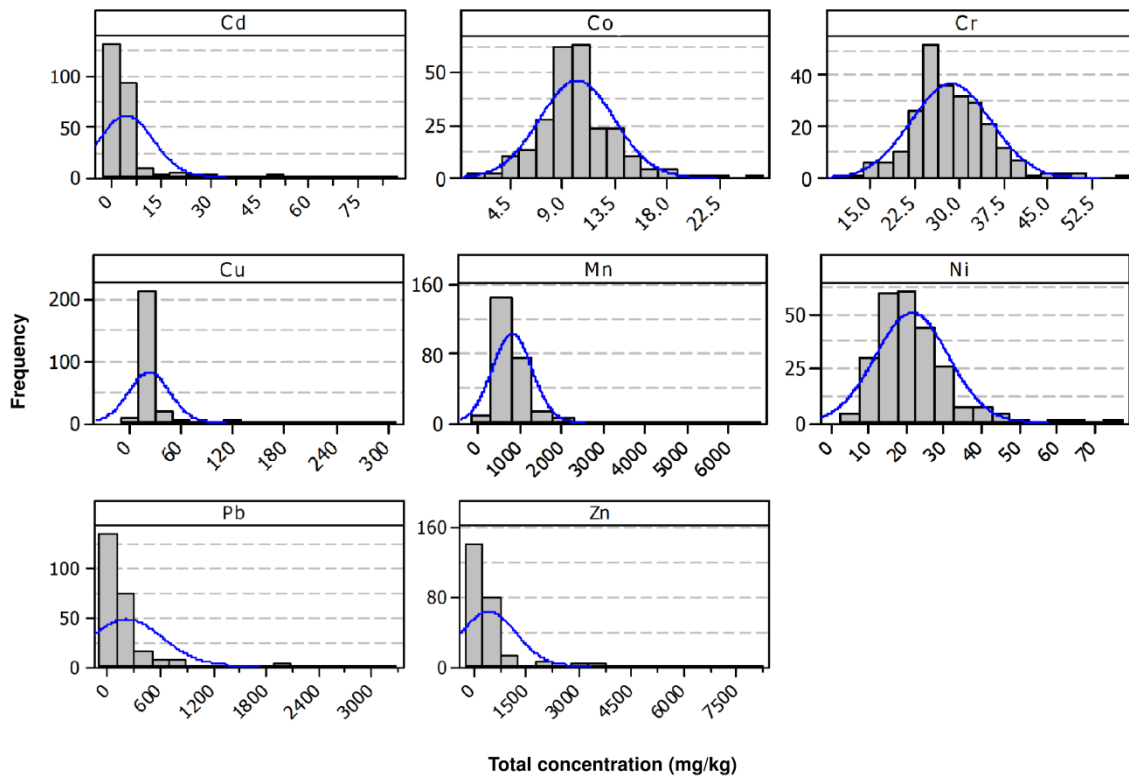 Cd
Co
Cr
100
50
0
0 15 30 45 60 75
50
25
0
4.5 9.0 13.5 18.0 22.5
40
20
0
15.0 22.5 30.0 37.5 45.0 52.5
Cu
Mn
Ni
200
100
0
0 60 120 240 300
160
80
0
0 1000 2000 3000 4000 5000 6000
50
25
0
0 10 20 30 40 50 60 70
Frequency
Pb
Zn
100
50
0
0 600 1200 1800 2400 3000
160
80
0
0 1500 3000 4500 6000 7500
Total concentration (mg/kg)